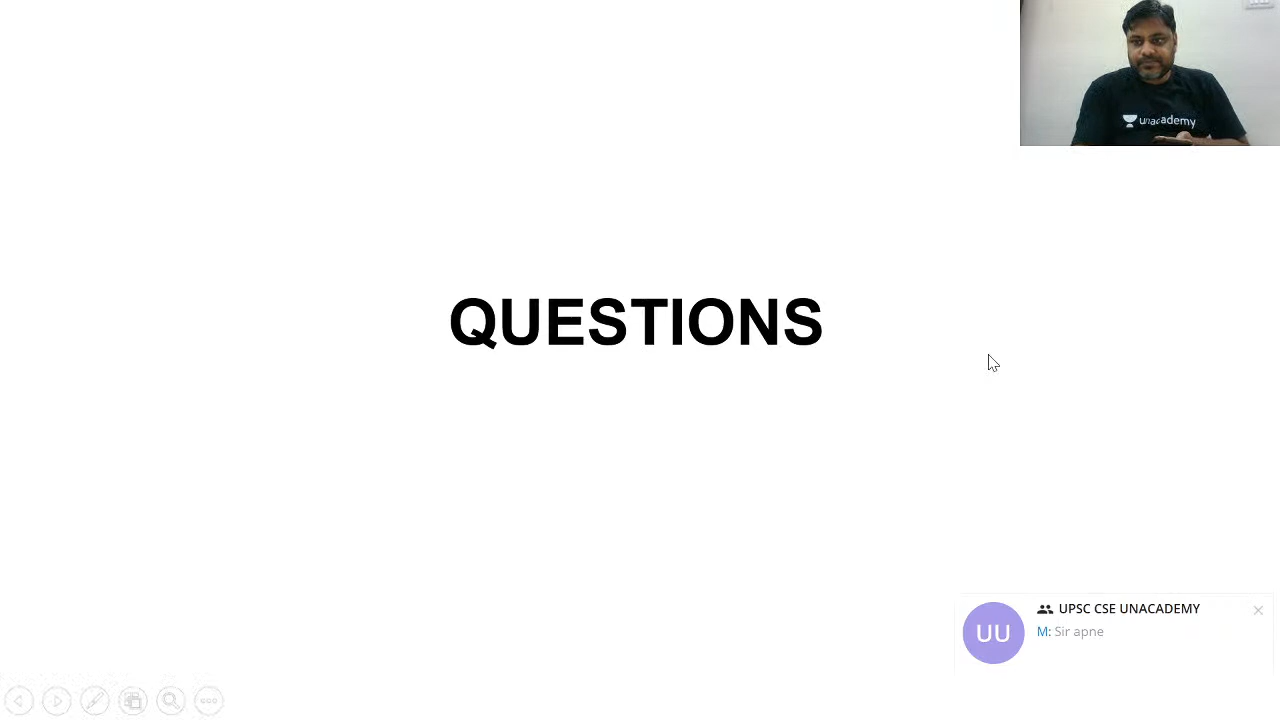 unacademy
QUESTIONS
UU
UPSC CSE UNACADEMY
M: Sir apne